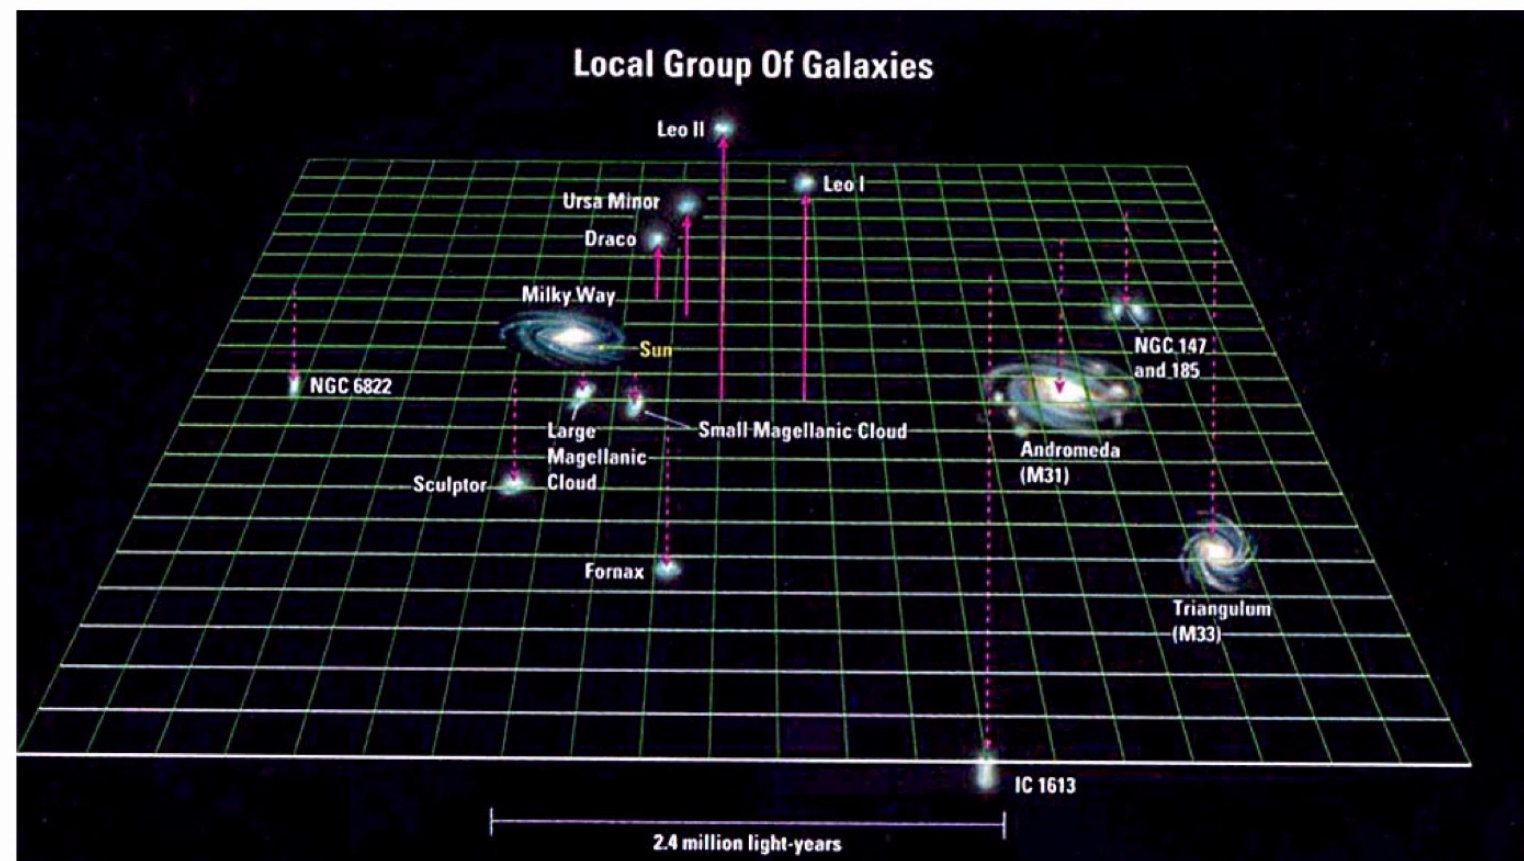 Local Group Of Galaxies
Leo II
Leo I
Ursa Minor
Draco
Milky Way
Sun
NGC 147
and 185
NGC 6822
Small Magellanic Cloud
Large
Magellanic
Cloud
Andromeda
(M31)
Sculptor
Fornax
Triangulum
(M33)
IC 1613
2.4 million light-years